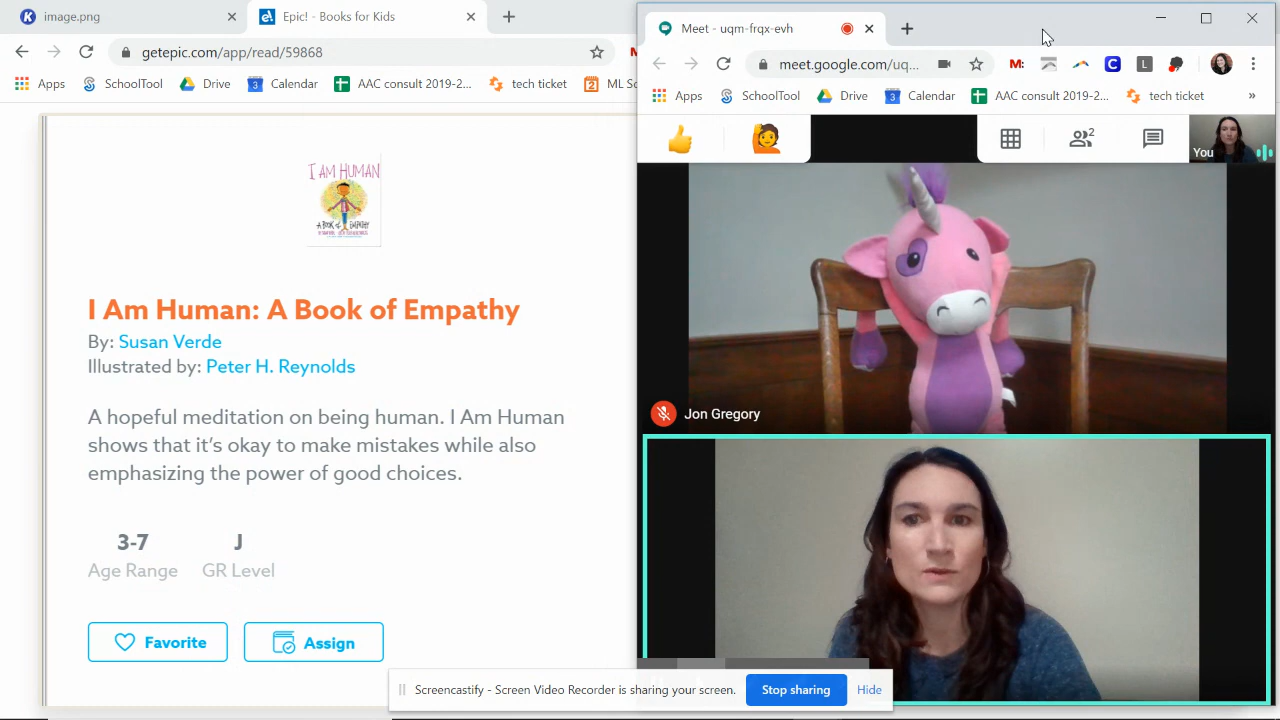 image.png
Epic! - Books for Kids
getepic.com/app/read/59868
Apps
SchoolTool
Drive
3
Calendar
AAC consult 2019-2...
tech ticket
2
ML Sc
Meet - uqm-frqx-evh
meet.google.com/uq...
M:
C
L
Apps
SchoolTool
Drive
3
Calendar
AAC consult 2019-2...
tech ticket
»
2
You
I AM HUMAN
A BOOK of EMPATHY
I Am Human: A Book of Empathy
By: Susan Verde
Illustrated by: Peter H. Reynolds
A hopeful meditation on being human. I Am Human
shows that it's okay to make mistakes while also
emphasizing the power of good choices.
3-7
J
Age Range
GR Level
Favorite
Assign
Jon Gregory
Screencastify - Screen Video Recorder is sharing your screen.
Stop sharing
Hide